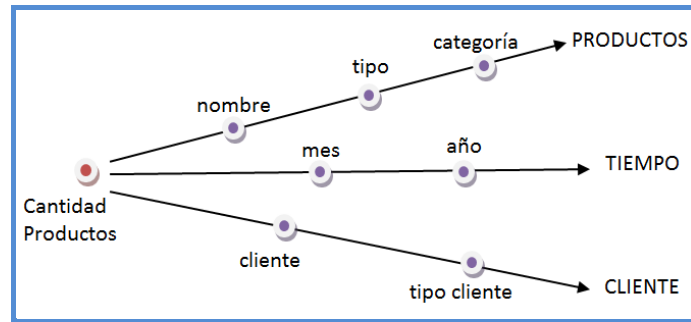 categoría
PRODUCTOS
tipo
nombre
mes
año
TIEMPO
Cantidad
Productos
cliente
tipo cliente
CLIENTE